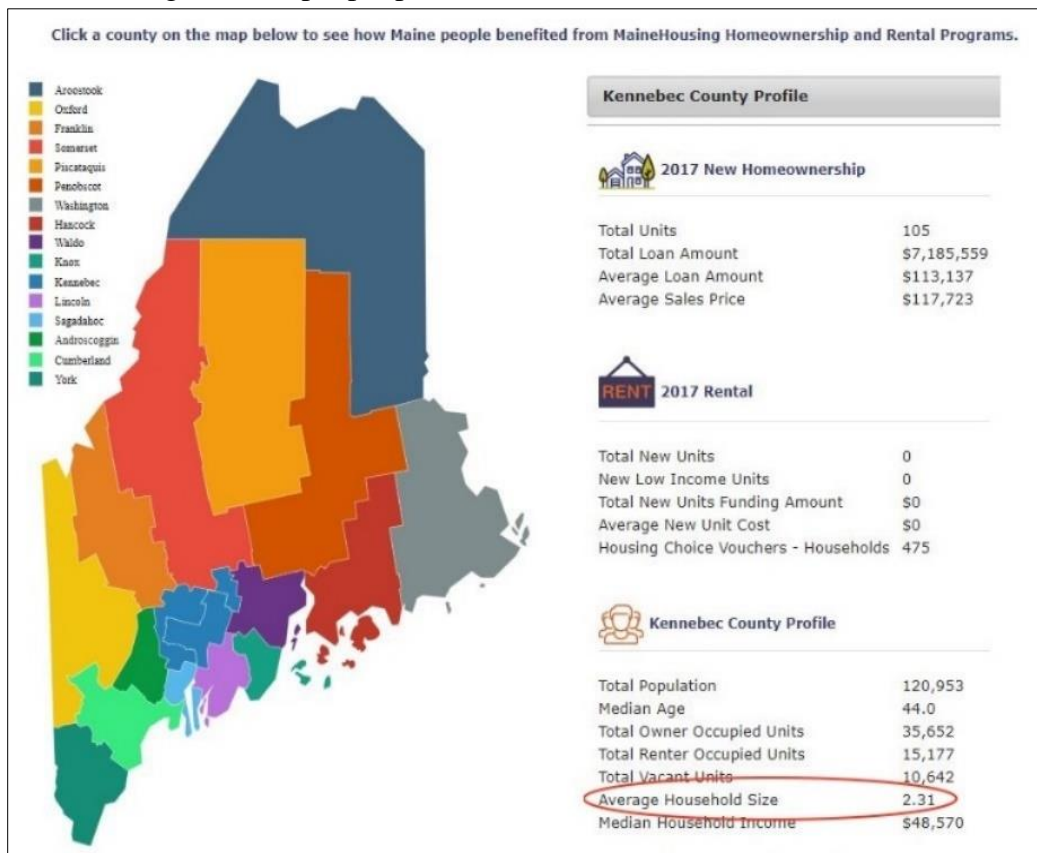 Click a county on the map below to see how Maine people benefited from MaineHousing Homeownership and Rental Programs.
Aroostook
Oxford
Franklin
Somerset
Piscataquis
Penobscot
Washington
Hancock
Waldo
Knox
Kennebec
Lincoln
Sagadahoc
Androscoggin
Cumberland
York
Kennebec County Profile
2017 New Homeownership
Total Units 105
Total Loan Amount $7,185,559
Average Loan Amount $113,137
Average Sales Price $117,723
RENT 2017 Rental
Total New Units 0
New Low Income Units 0
Total New Units Funding Amount $0
Average New Unit Cost $0
Housing Choice Vouchers - Households 475
Kennebec County Profile
Total Population 120,953
Median Age 44.0
Total Owner Occupied Units 35,652
Total Renter Occupied Units 15,177
Total Vacant Units 10,642
Average Household Size 2.31
Median Household Income $48,570